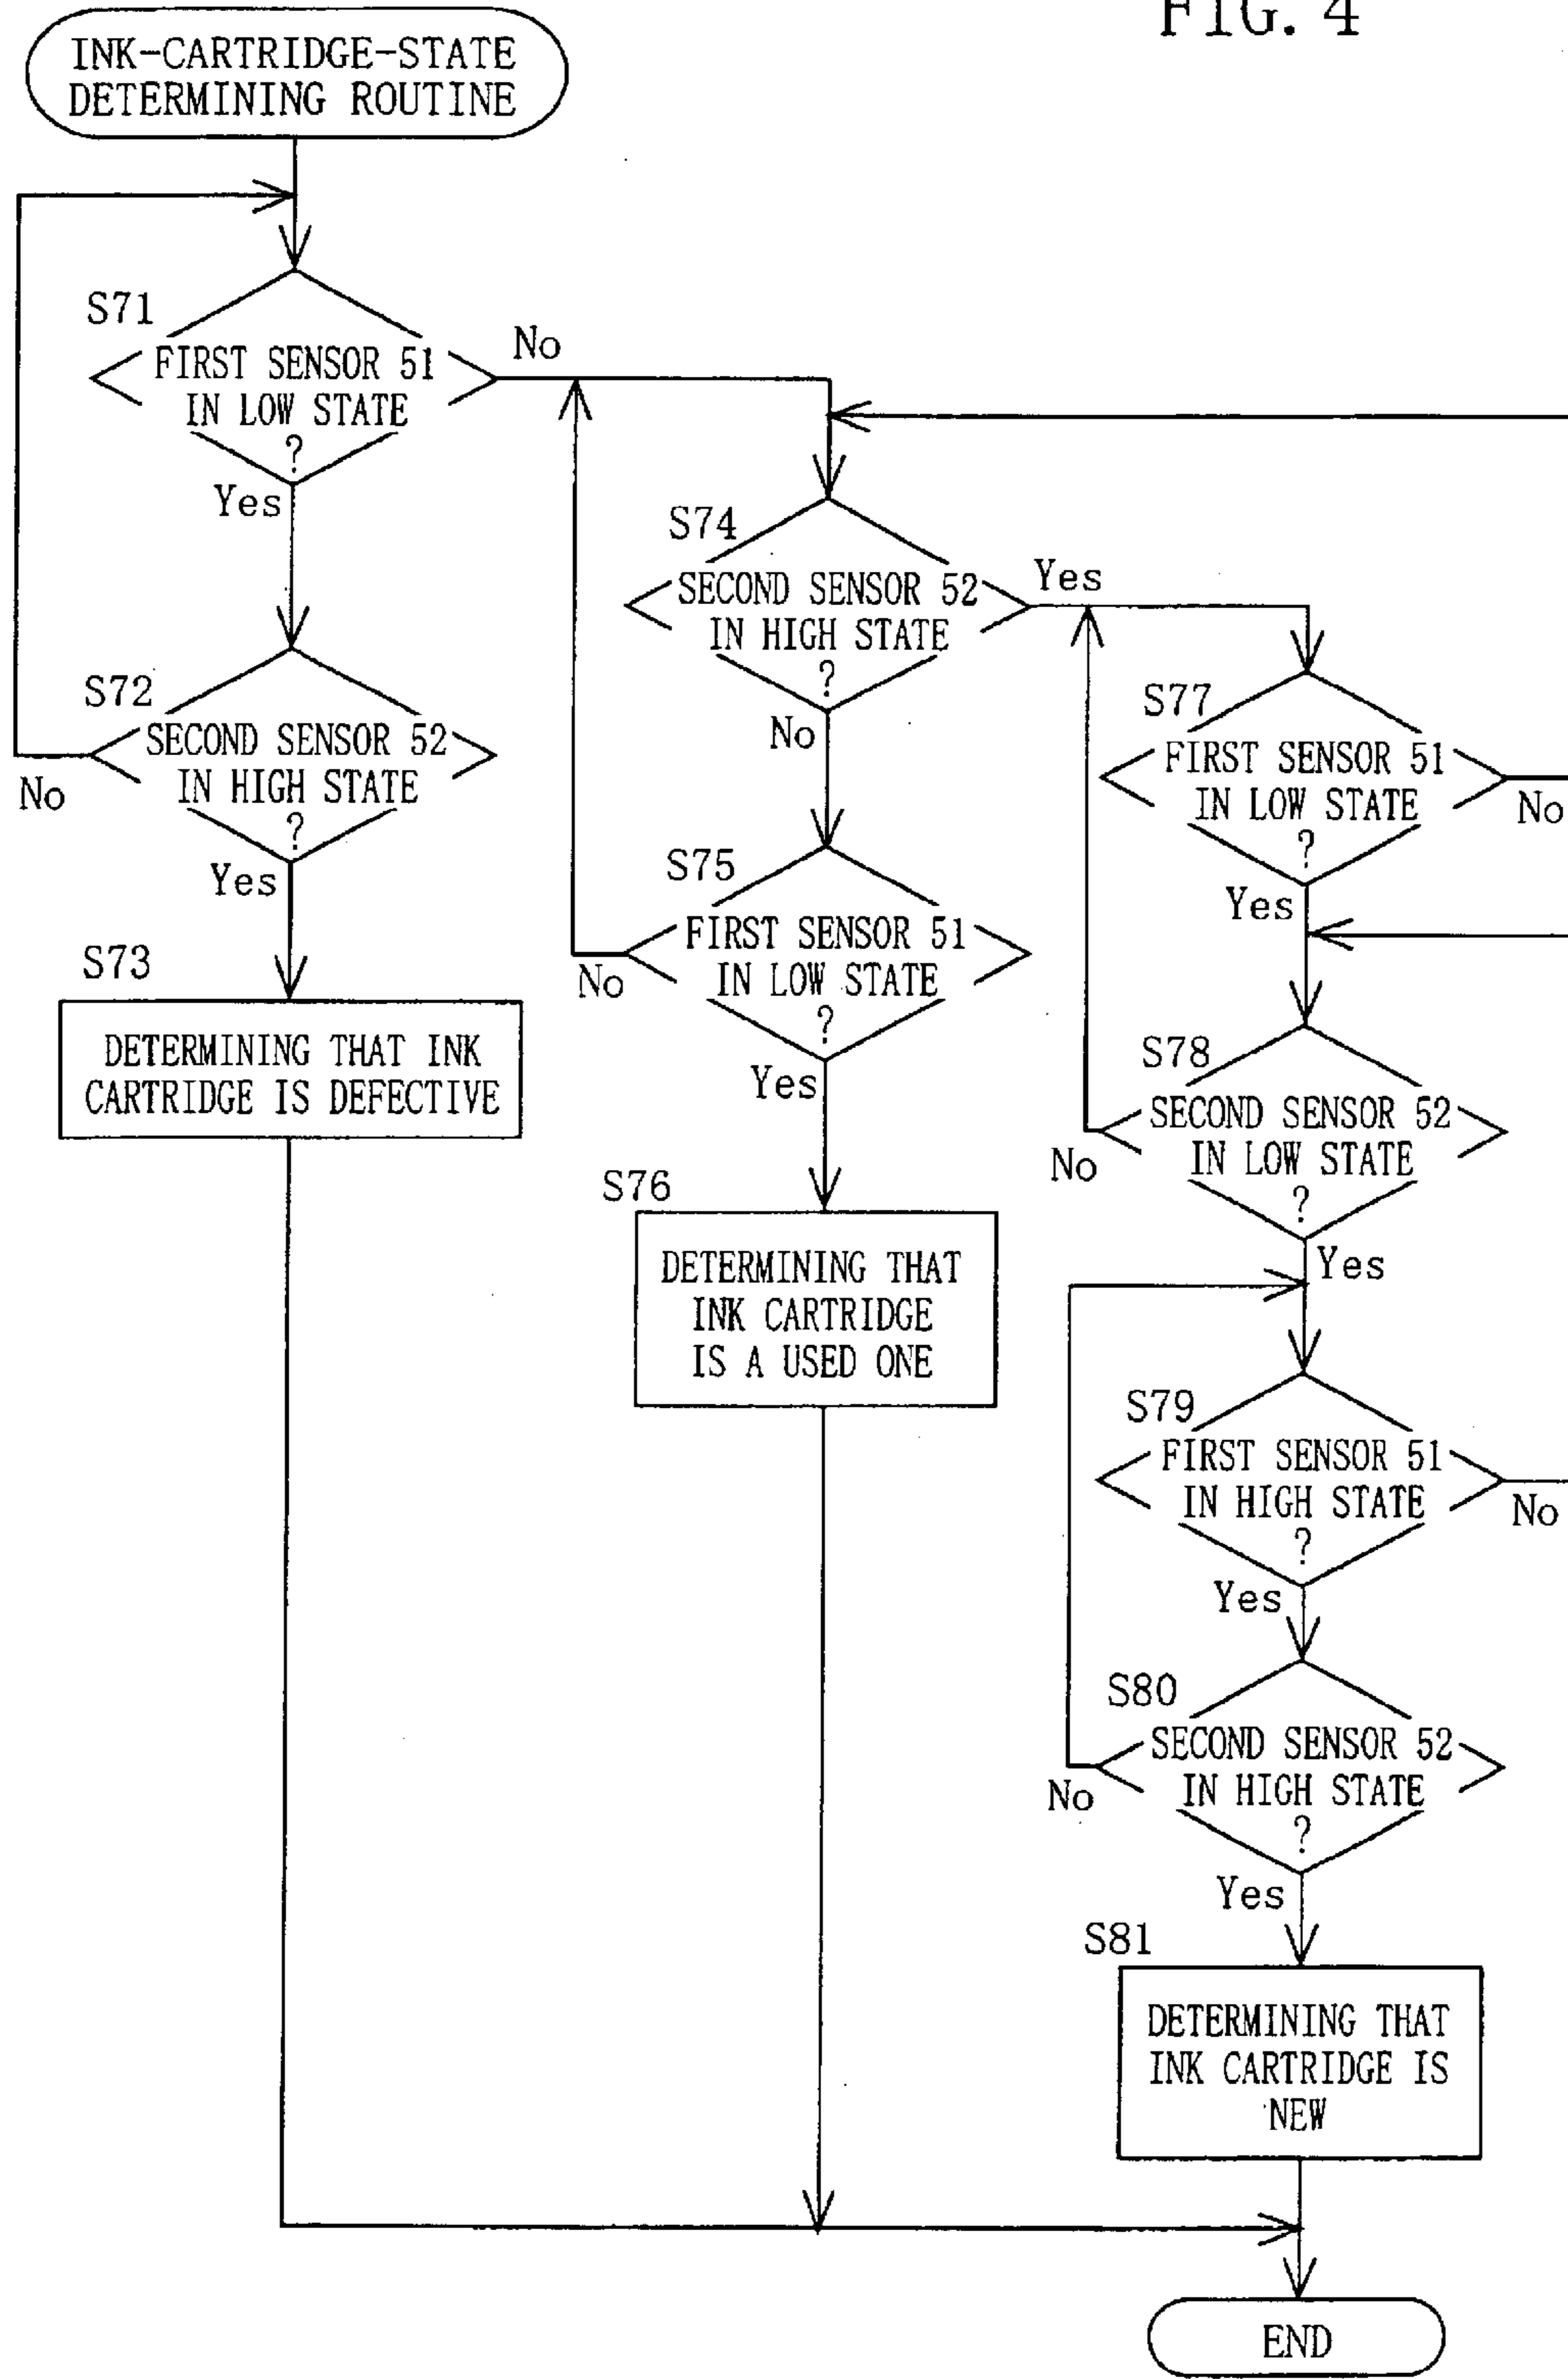 FIG. 4
INK-CARTRIDGE-STATE
DETERMINING ROUTINE
S71
FIRST SENSOR 51
IN LOW STATE
?
No
Yes
S72
SECOND SENSOR 52
IN HIGH STATE
?
No
Yes
S73
DETERMINING THAT INK
CARTRIDGE IS DEFECTIVE
S74
SECOND SENSOR 52
IN HIGH STATE
?
Yes
No
S75
FIRST SENSOR 51
IN LOW STATE
?
No
Yes
S76
DETERMINING THAT
INK CARTRIDGE
IS A USED ONE
S77
FIRST SENSOR 51
IN LOW STATE
?
No
Yes
S78
SECOND SENSOR 52
IN LOW STATE
?
No
Yes
S79
FIRST SENSOR 51
IN HIGH STATE
?
No
Yes
S80
SECOND SENSOR 52
IN HIGH STATE
?
No
Yes
S81
DETERMINING THAT
INK CARTRIDGE IS
NEW
END